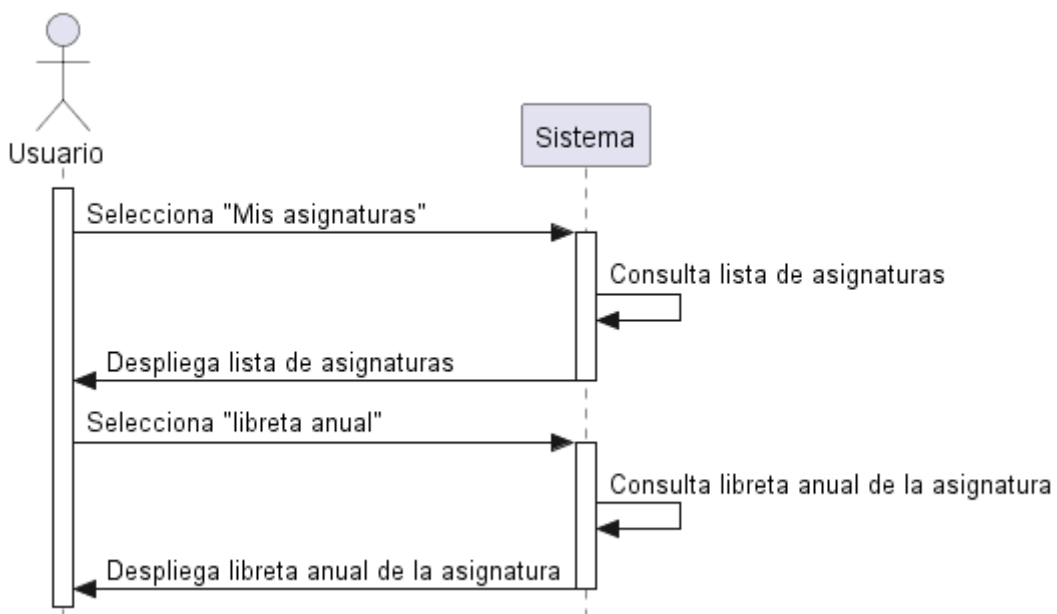 Usuario
Sistema
Selecciona "Mis asignaturas"
Consulta lista de asignaturas
Despliega lista de asignaturas
Selecciona "libreta anual"
Consulta libreta anual de la asignatura
Despliega libreta anual de la asignatura